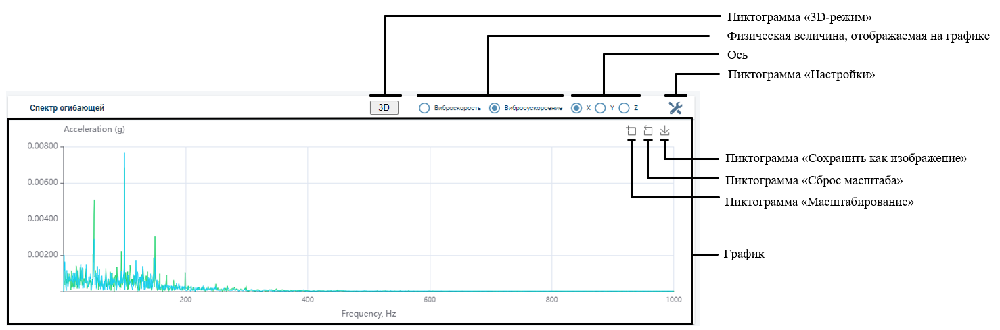 Пиктограмма «3D-режим»
Физическая величина, отображаемая на графике
Ось
Пиктограмма «Настройки»
Спектр огибающей
3D
Виброскорость
Виброускороение
X
Y
Z
Acceleration (g)
0.00800
0.00600
0.00400
0.00200
200
400
600
800
1000
Frequency, Hz
Пиктограмма «Сохранить как изображение»
Пиктограмма «Сброс масштаба»
Пиктограмма «Масштабирование»
График